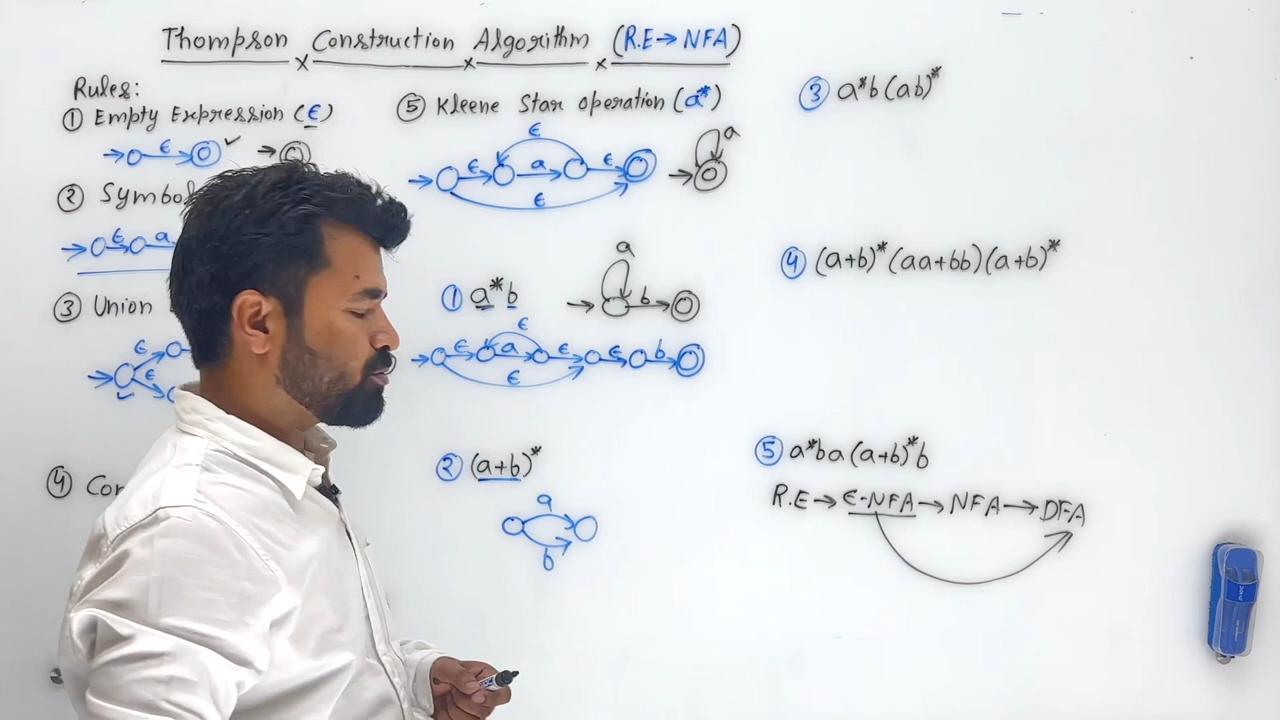 Thompson Construction Algorithm (R.E→NFA)
Rules:
① Empty Expression (ϵ)
ϵ
② Symbol
ϵ a
③ Union
ϵ
ϵ
④ Con
⑤ Kleene Star operation (a*)
ϵ
ϵ a ϵ
ϵ
a
① a*b
a
b
ϵ
ϵ a ϵ ϵ b
ϵ
② (a+b)*
a
b
③ a*b(ab)*
④ (a+b)*(aa+bb)(a+b)*
⑤ a*ba(a+b)*b
R.E→ϵ-NFA→NFA→DFA